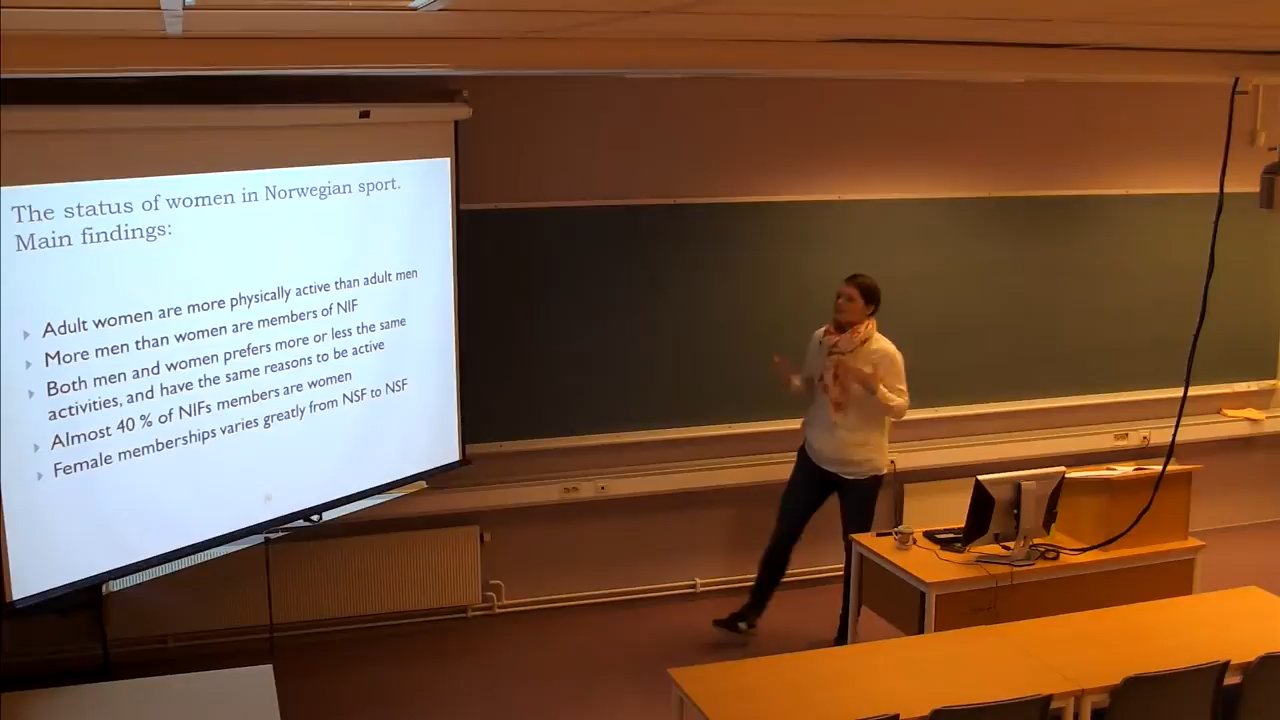 The status of women in Norwegian sport.
Main findings:
Adult women are more physically active than adult men
More men than women are members of NIF
Both men and women prefers more or less the same
activities, and have the same reasons to be active
Almost 40 % of NIFs members are women
Female memberships varies greatly from NSF to NSF